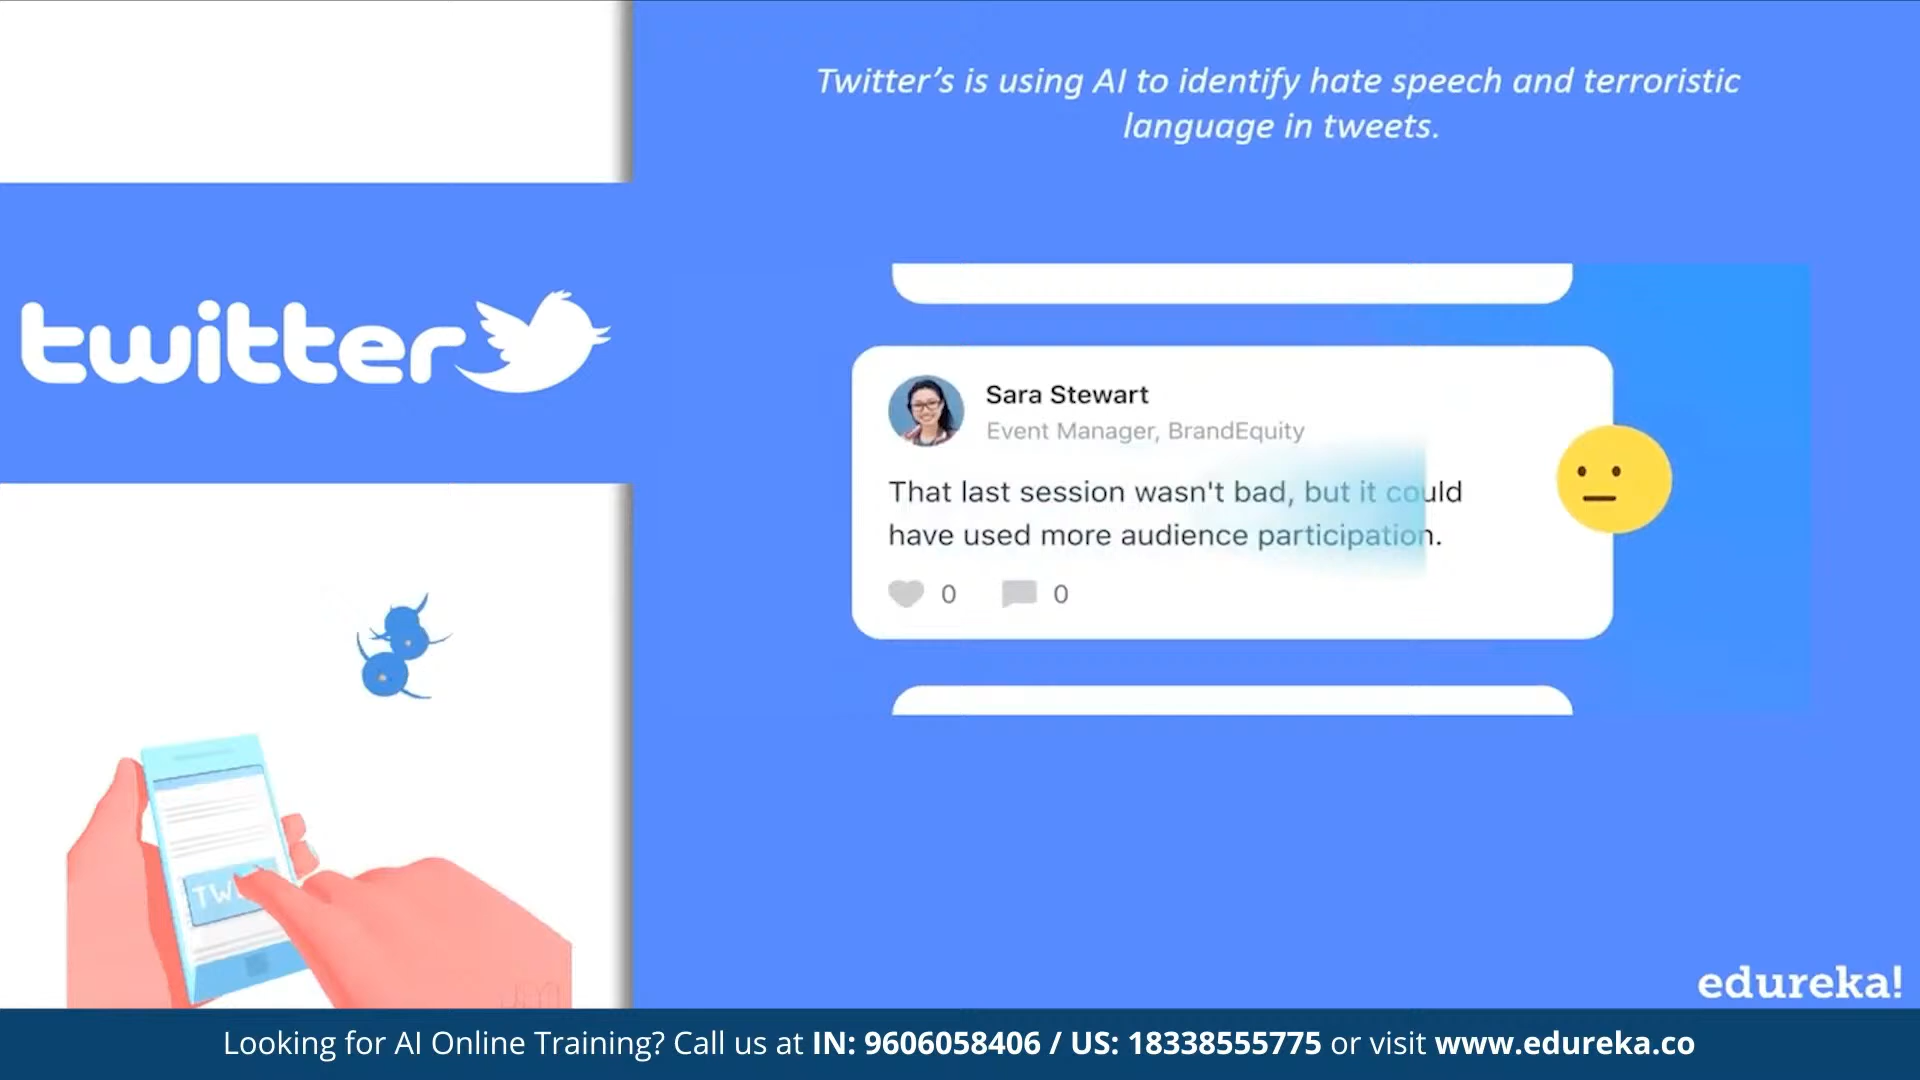 Twitter’s is using AI to identify hate speech and terroristic
language in tweets.
twitter
Sara Stewart
Event Manager, BrandEquity
That last session wasn't bad, but it could
have used more audience participation.
0 0
TW
edureka!
Looking for AI Online Training? Call us at IN: 9606058406 / US: 18338555775 or visit www.edureka.co